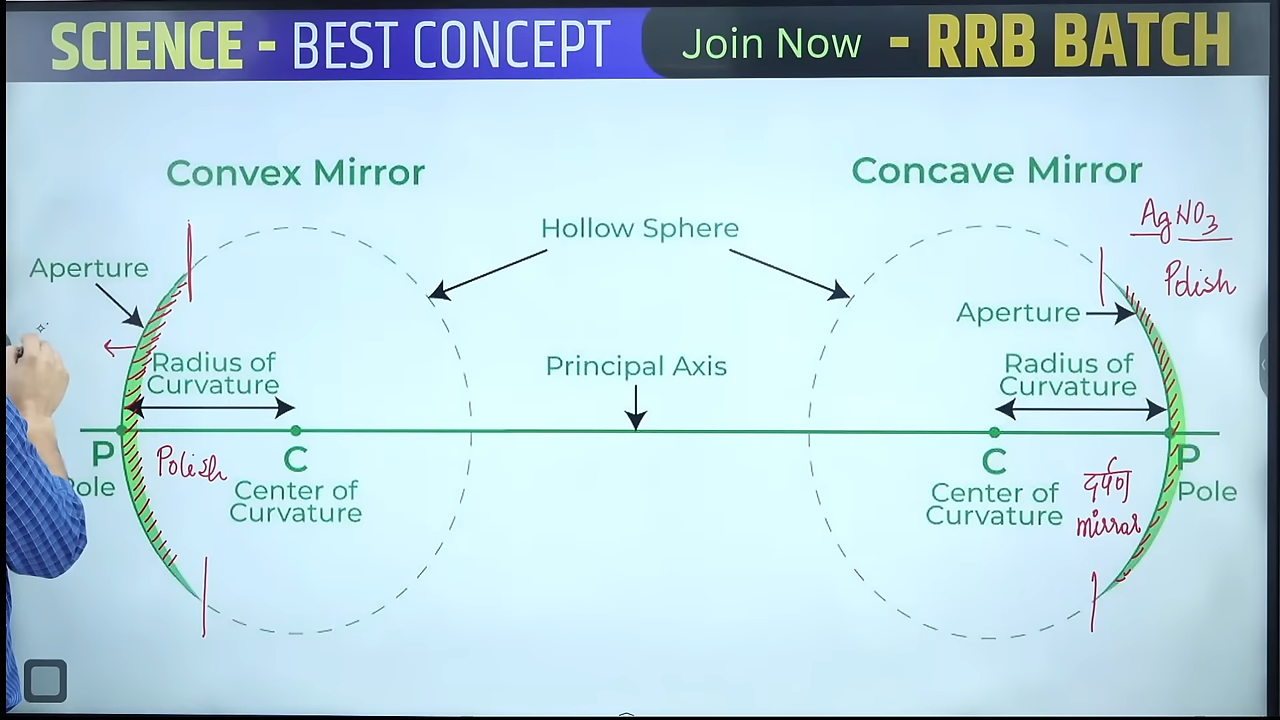 SCIENCE - BEST CONCEPT
Join Now - RRB BATCH
Convex Mirror
Concave Mirror
AgNO3
Polish
Hollow Sphere
Aperture
Aperture
Radius of
Curvature
Principal Axis
Radius of
Curvature
P
Pole
Polish
C
Center of
Curvature
C
Center of
Curvature
दर्पण
mirrar
P
Pole